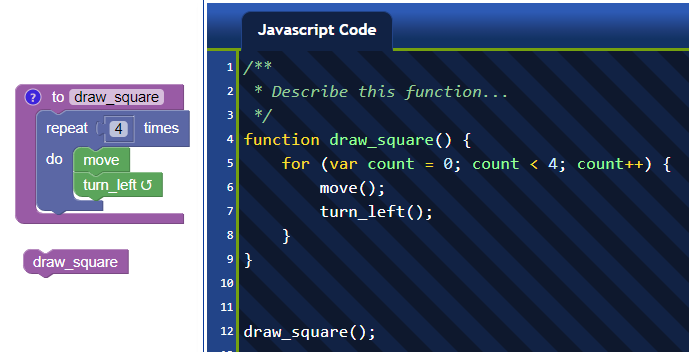 ? to draw_square
repeat 4 times
do move
turn_left ↺
draw_square
Javascript Code
1 /**
2 * Describe this function...
3 */
4 function draw_square() {
5 for (var count = 0; count < 4; count++) {
6 move();
7 turn_left();
8 }
9 }
10
11
12 draw_square();